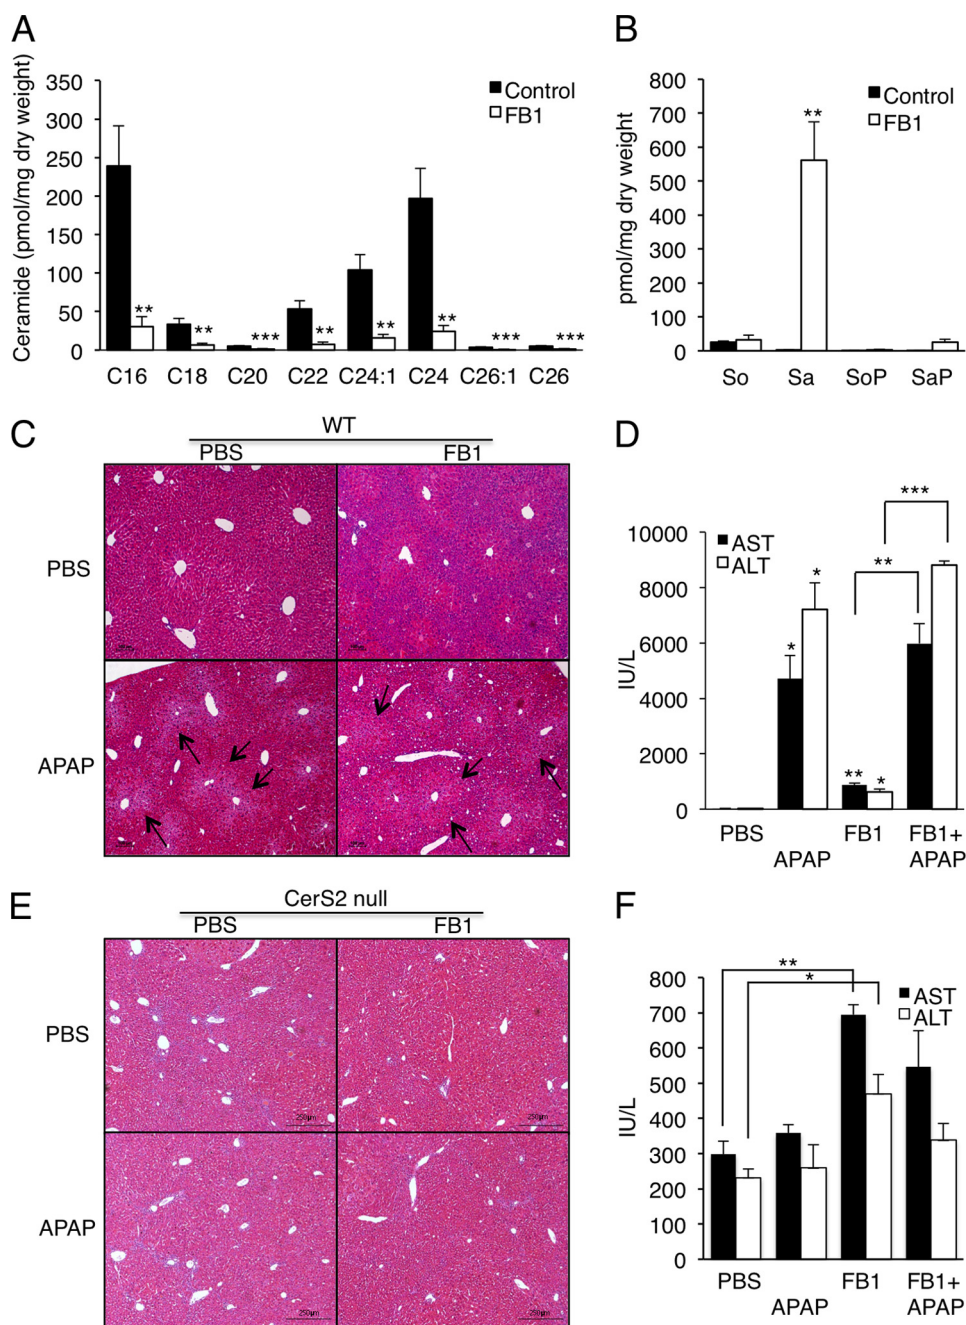 A
Ceramide (pmol/mg dry weight)
350
300
250
200
150
100
50
0
Control
FB1
**
**
***
**
**
**
***
***
C16 C18 C20 C22 C24:1 C24 C26:1 C26
B
pmol/mg dry weight
800
700
600
500
400
300
200
100
0
Control
FB1
**
So Sa SoP SaP
C
WT
PBS FB1
PBS
APAP
D
IU/L
10000
8000
6000
4000
2000
0
AST
ALT
***
**
*
*
**
*
PBS APAP FB1 FB1+ APAP
E
CerS2 null
PBS FB1
PBS
APAP
250µm
250µm
250µm
250µm
F
IU/L
800
700
600
500
400
300
200
100
0
AST
ALT
**
*
PBS APAP FB1 FB1+ APAP